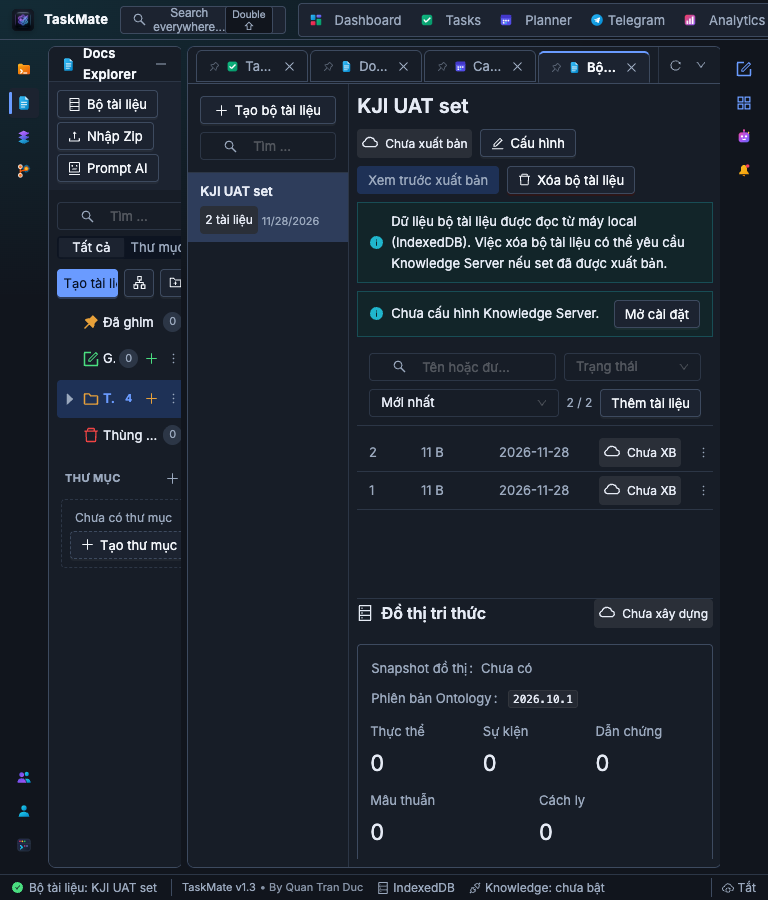 TaskMate
Search everywhere...
Double ⇧
Dashboard
Tasks
Planner
Telegram
Analytics
Docs Explorer
Bộ tài liệu
Nhập Zip
Prompt AI
Tìm ...
Tất cả
Thư mục
Tạo tài li
Đã ghim 0
G. 0
T. 4
Thùng ... 0
THƯ MỤC
Chưa có thư mục
Tạo thư mục
Ta...
Do...
Ca...
Bộ...
Tạo bộ tài liệu
Tìm ...
KJI UAT set
2 tài liệu 11/28/2026
KJI UAT set
Chưa xuất bản
Cấu hình
Xem trước xuất bản
Xóa bộ tài liệu
Dữ liệu bộ tài liệu được đọc từ máy local
(IndexedDB). Việc xóa bộ tài liệu có thể yêu cầu
Knowledge Server nếu set đã được xuất bản.
Chưa cấu hình Knowledge Server.
Mở cài đặt
Tên hoặc đư...
Trạng thái
Mới nhất
2 / 2
Thêm tài liệu
2 11 B 2026-11-28 Chưa XB
1 11 B 2026-11-28 Chưa XB
Đồ thị tri thức
Chưa xây dựng
Snapshot đồ thị: Chưa có
Phiên bản Ontology: 2026.10.1
Thực thể Sự kiện Dẫn chứng
0 0 0
Mâu thuẫn Cách ly
0 0
Bộ tài liệu: KJI UAT set
TaskMate v1.3 • By Quan Tran Duc
IndexedDB
Knowledge: chưa bật
Tắt